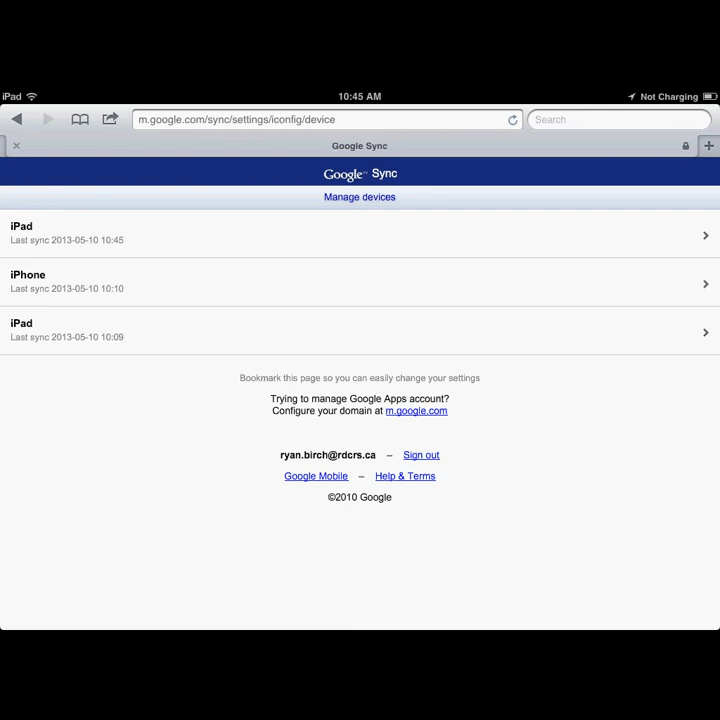 iPad
10:45 AM
Not Charging
m.google.com/sync/settings/iconfig/device
Search
Google Sync
Google™ Sync
Manage devices
iPad
Last sync 2013-05-10 10:45
iPhone
Last sync 2013-05-10 10:10
iPad
Last sync 2013-05-10 10:09
Bookmark this page so you can easily change your settings
Trying to manage Google Apps account?
Configure your domain at m.google.com
ryan.birch@rdcrs.ca – Sign out
Google Mobile – Help & Terms
©2010 Google